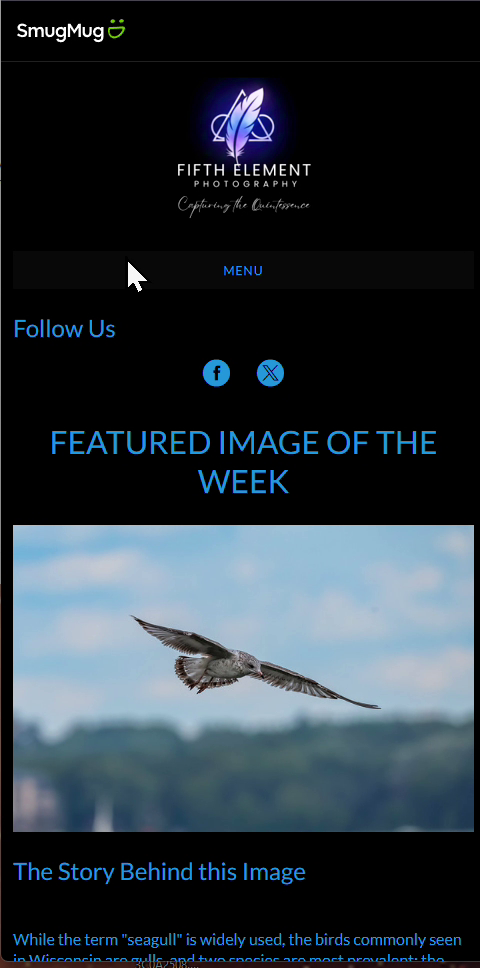 SmugMug
FIFTH ELEMENT
PHOTOGRAPHY
Capturing the Quintessence
MENU
Follow Us
FEATURED IMAGE OF THE
WEEK
The Story Behind this Image
While the term "seagull" is widely used, the birds commonly seen
in Wisconsin are gulls, and two species are most prevalent: the